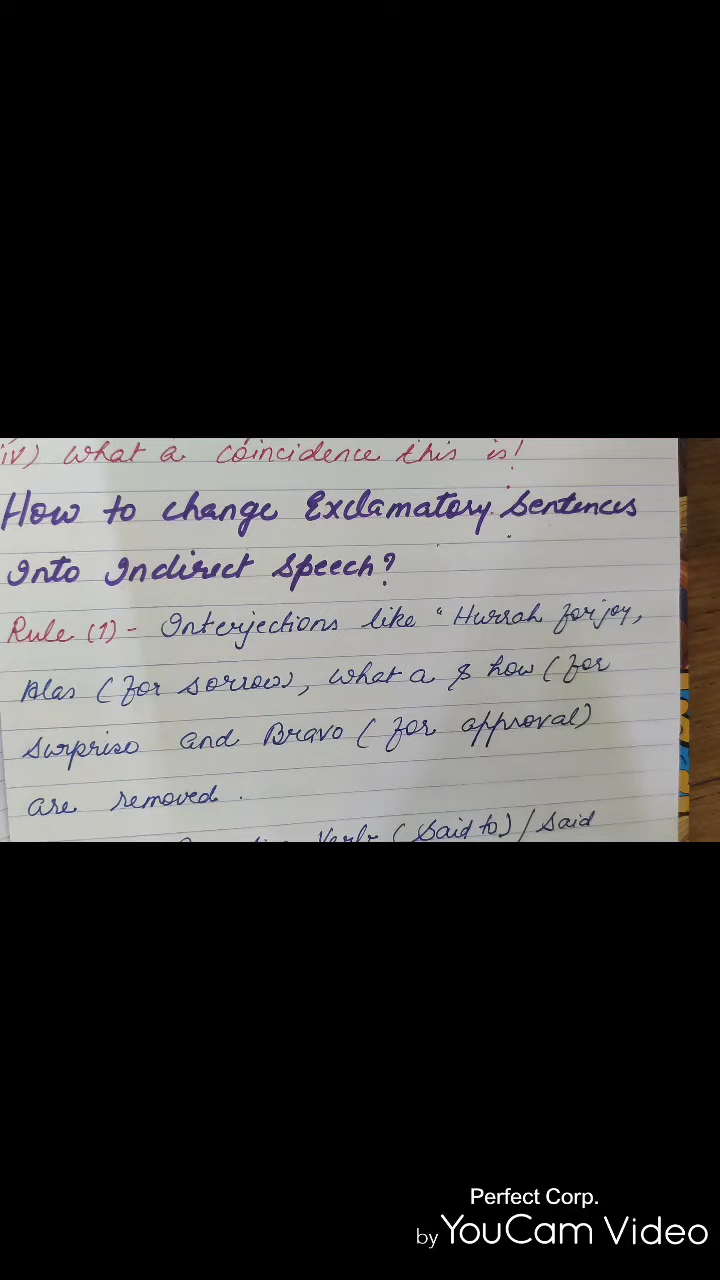 iv) What a coincidence this is!
How to change Exclamatory Sentences
Into Indirect Speech?
Rule (1) - Interjections like "Hurrah for joy,
Alas (for sorrow), What a & how (for
Surprise and Bravo (for approval)
are removed.
Verb (Said to) / Said
Perfect Corp.
by YouCam Video